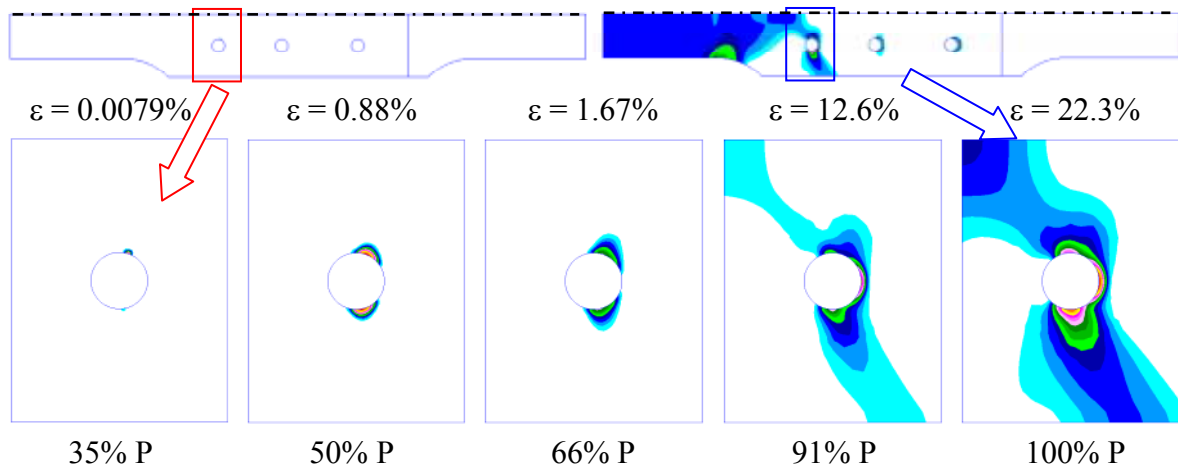 ε = 0.0079% ε = 0.88% ε = 1.67% ε = 12.6% ε = 22.3%
35% P 50% P 66% P 91% P 100% P